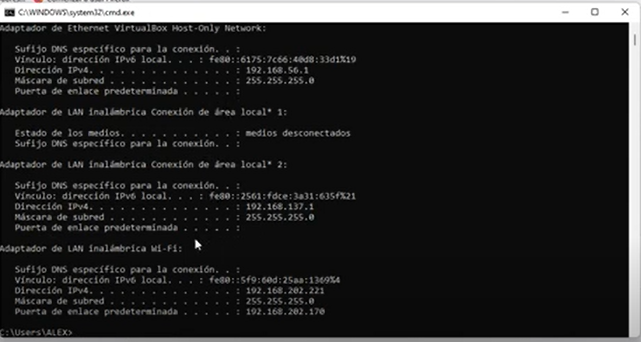 C:\WINDOWS\system32\cmd.exe
Adaptador de Ethernet VirtualBox Host-Only Network:
Sufijo DNS específico para la conexión. . :
Vínculo: dirección IPv6 local. . . : fe80::6175:7c66:40d8:33d1%19
Dirección IPv4. . . . . . . . . . . . . . : 192.168.56.1
Máscara de subred . . . . . . . . . . . . : 255.255.255.0
Puerta de enlace predeterminada . . . . . :
Adaptador de LAN inalámbrica Conexión de área local* 1:
Estado de los medios. . . . . . . . . . . : medios desconectados
Sufijo DNS específico para la conexión. . :
Adaptador de LAN inalámbrica Conexión de área local* 2:
Sufijo DNS específico para la conexión. . :
Vínculo: dirección IPv6 local. . . : fe80::2561:fdce:3a31:635f%21
Dirección IPv4. . . . . . . . . . . . . . : 192.168.137.1
Máscara de subred . . . . . . . . . . . . : 255.255.255.0
Puerta de enlace predeterminada . . . . . :
Adaptador de LAN inalámbrica Wi-Fi:
Sufijo DNS específico para la conexión. . :
Vínculo: dirección IPv6 local. . . : fe80::5f9:60d:25aa:1369%4
Dirección IPv4. . . . . . . . . . . . . . : 192.168.202.221
Máscara de subred . . . . . . . . . . . . : 255.255.255.0
Puerta de enlace predeterminada . . . . . : 192.168.202.170
C:\Users\ALEX>